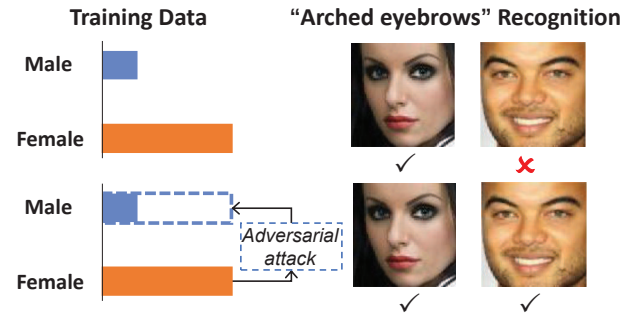 Training Data
“Arched eyebrows” Recognition
Male
Female
✓ ✘
Male
Adversarial
attack
Female
✓ ✓